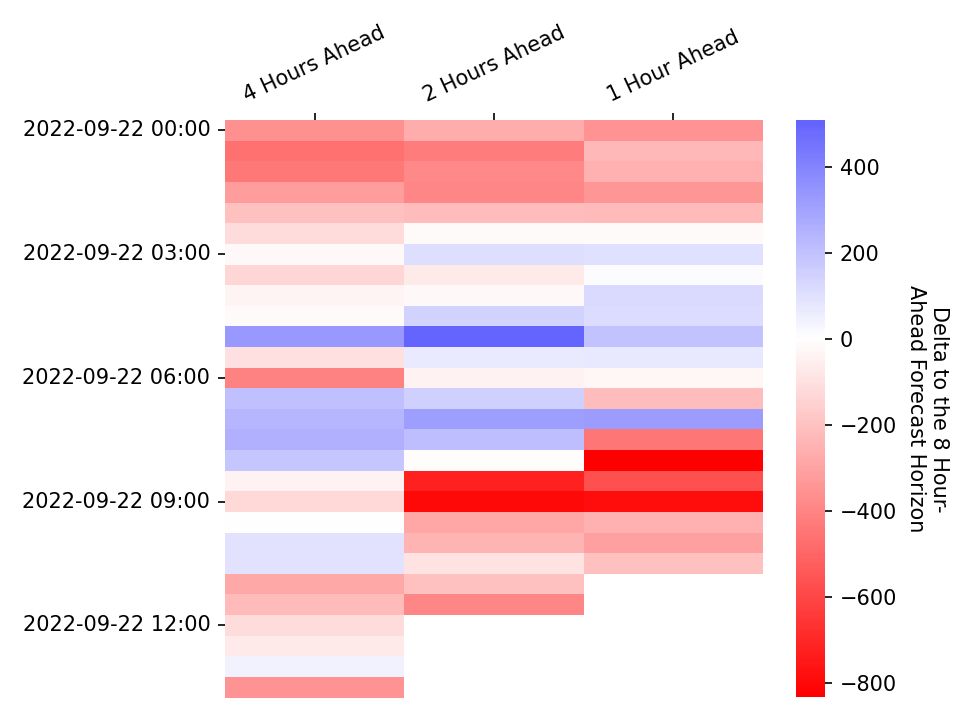 4 Hours Ahead
2 Hours Ahead
1 Hour Ahead
2022-09-22 00:00
2022-09-22 03:00
2022-09-22 06:00
2022-09-22 09:00
2022-09-22 12:00
400
200
0
−200
−400
−600
−800
Delta to the 8 Hour-
Ahead Forecast Horizon